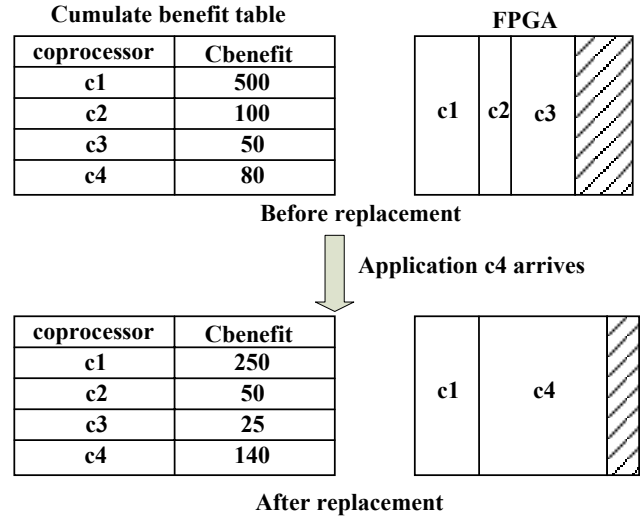 Cumulate benefit table
FPGA
coprocessor Cbenefit
c1 500
c2 100
c3 50
c4 80
c1 c2 c3
Before replacement
Application c4 arrives
coprocessor Cbenefit
c1 250
c2 50
c3 25
c4 140
c1 c4
After replacement